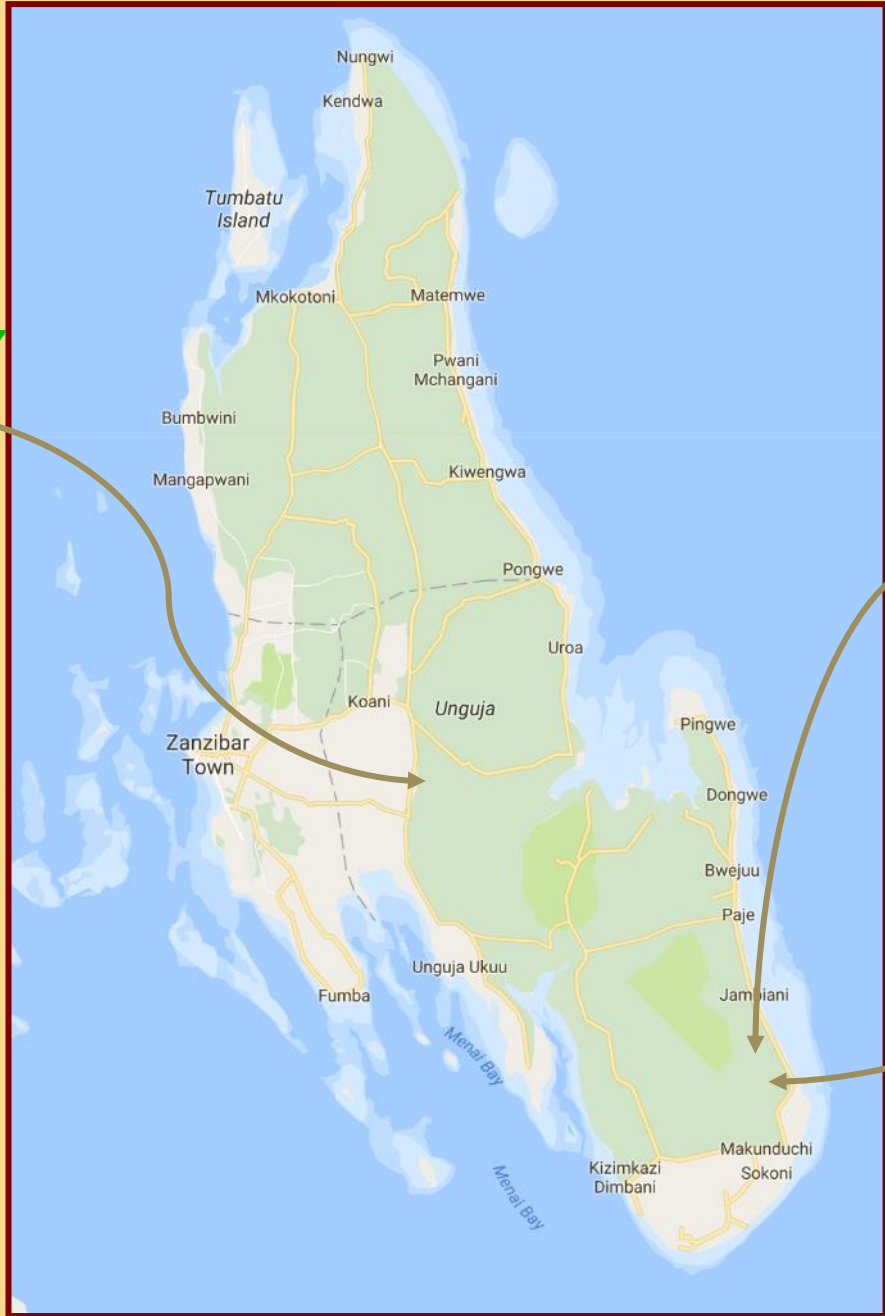 Nungwi
Kendwa
Tumbatu
Island
Mkokotoni
Matemwe
Pwani
Mchangani
Bumbwini
Kiwengwa
Mangapwani
Pongwe
Uroa
Koani
Unguja
Pingwe
Zanzibar
Town
Dongwe
Bwejuu
Paje
Unguja Ukuu
Fumba
Jambiani
Menai Bay
Makunduchi
Sokoni
Kizimkazi
Dimbani
Menai Bay